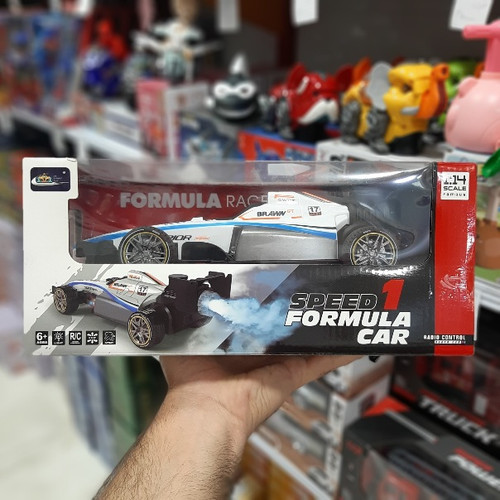 FORMULA RACE
1:14
SCALE
BRAWN
17
SPEED 1
FORMULA
CAR
6+
R/C
RADIO CONTROL
TRUCK